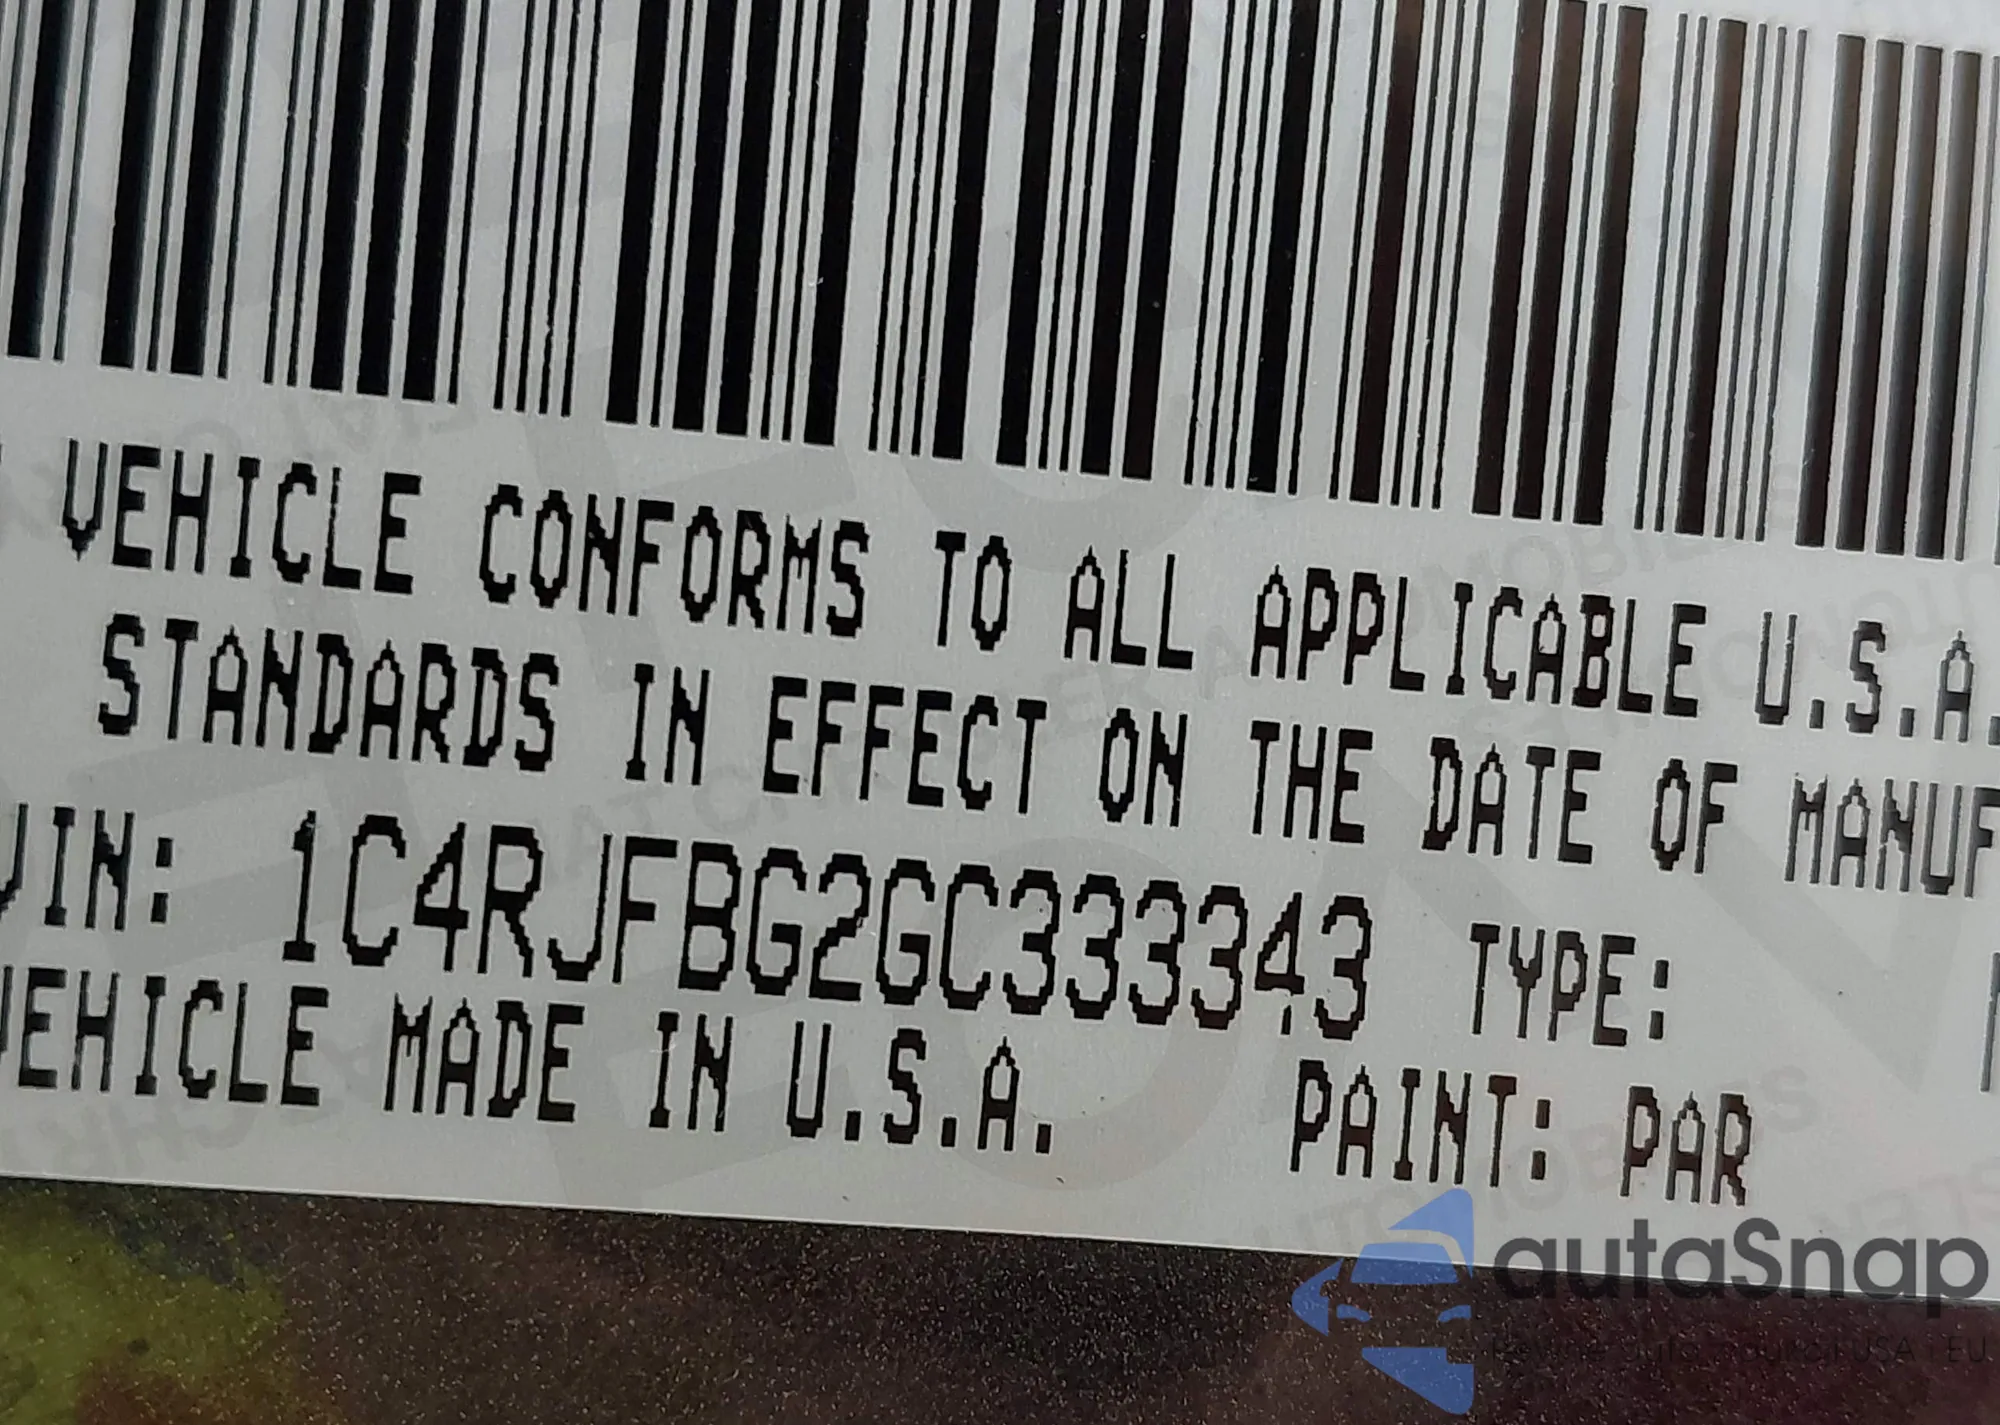 VEHICLE CONFORMS TO ALL APPLICABLE U.S.A.
STANDARDS IN EFFECT ON THE DATE OF MANUF
VIN: 1C4RJFBG2GC333343 TYPE:
VEHICLE MADE IN U.S.A. PAINT: PAR
autaSnap